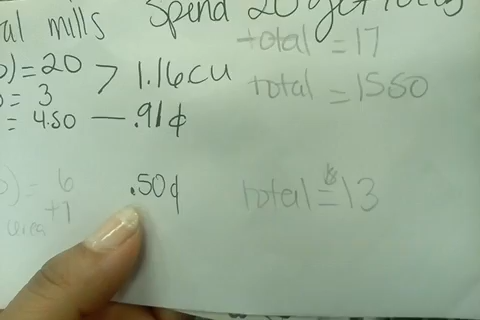 ral mills Spend 20 get
total = 17
) = 20 > 1.16cu
= 3
total = 1550
= 4.50 — .91¢
) = 6
+1
.50¢
total = 13